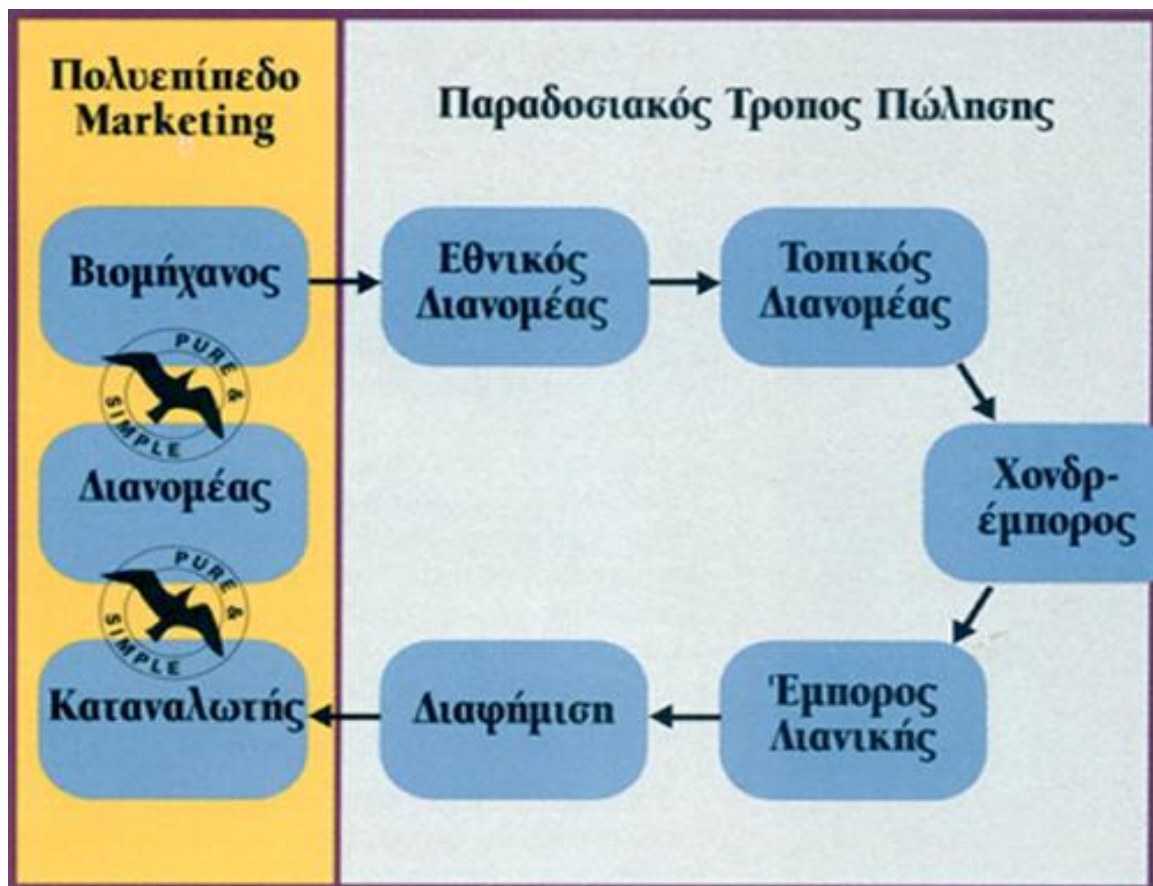 Πολυεπίπεδο
Marketing
Παραδοσιακός Τροπος Πώλησης
Βιομήχανος
Εθνικός
Διανομέας
Τοπικός
Διανομέας
PURE &
SIMPLE
Διανομέας
Χονδρ-
έμπορος
PURE &
SIMPLE
Καταναλωτής
Διαφήμιση
Έμπορος
Λιανικής